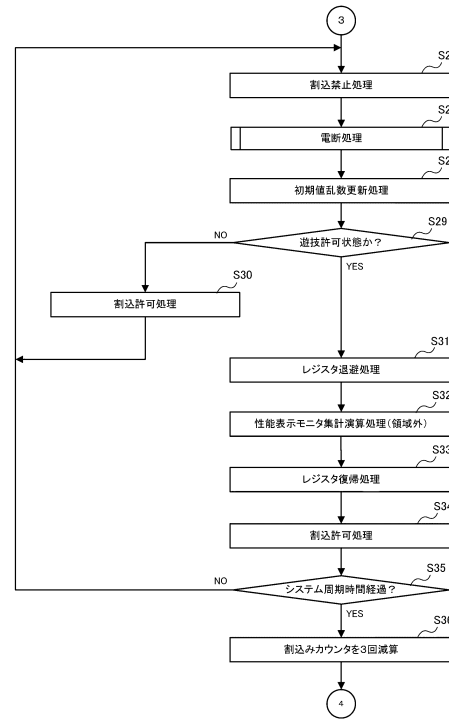 3
割込禁止処理
電断処理
初期値乱数更新処理
S29
遊技許可状態か?
NO
YES
S30
割込許可処理
S31
レジスタ退避処理
S32
性能表示モニタ集計演算処理(領域外)
S33
レジスタ復帰処理
S34
割込許可処理
S35
システム周期時間経過?
NO
YES
S36
割込みカウンタを3回減算
4